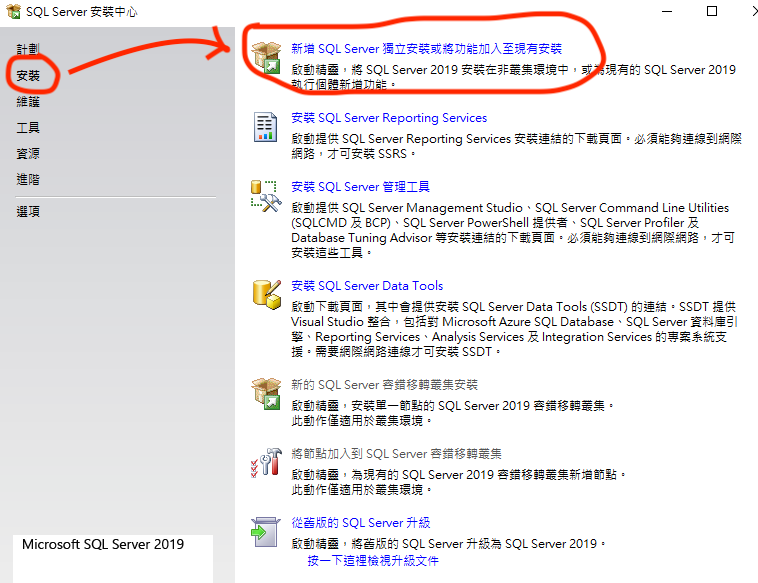 SQL Server 安裝中心
計劃
安裝
維護
工具
資源
進階
選項
Microsoft SQL Server 2019
新增 SQL Server 獨立安裝或將功能加入至現有安裝
啟動精靈，將 SQL Server 2019 安裝在非叢集環境中，或為現有的 SQL Server 2019
執行個體新增功能。
安裝 SQL Server Reporting Services
啟動提供 SQL Server Reporting Services 安裝連結的下載頁面。必須能夠連線到網際
網路，才可安裝 SSRS。
安裝 SQL Server 管理工具
啟動提供 SQL Server Management Studio、SQL Server Command Line Utilities
(SQLCMD 及 BCP)、SQL Server PowerShell 提供者、SQL Server Profiler 及
Database Tuning Advisor 等安裝連結的下載頁面。必須能夠連線到網際網路，才可
安裝這些工具。
安裝 SQL Server Data Tools
啟動下載頁面，其中會提供安裝 SQL Server Data Tools (SSDT) 的連結。SSDT 提供
Visual Studio 整合，包括對 Microsoft Azure SQL Database、SQL Server 資料庫引
擎、Reporting Services、Analysis Services 及 Integration Services 的專案系統支
援。需要網際網路連線才可安裝 SSDT。
新的 SQL Server 容錯移轉叢集安裝
啟動精靈，安裝單一節點的 SQL Server 2019 容錯移轉叢集。
此動作僅適用於叢集環境。
將節點加入到 SQL Server 容錯移轉叢集
啟動精靈，為現有的 SQL Server 2019 容錯移轉叢集新增節點。
此動作僅適用於叢集環境。
從舊版的 SQL Server 升級
啟動精靈，將舊版的 SQL Server 升級為 SQL Server 2019。
按一下這裡檢視升級文件